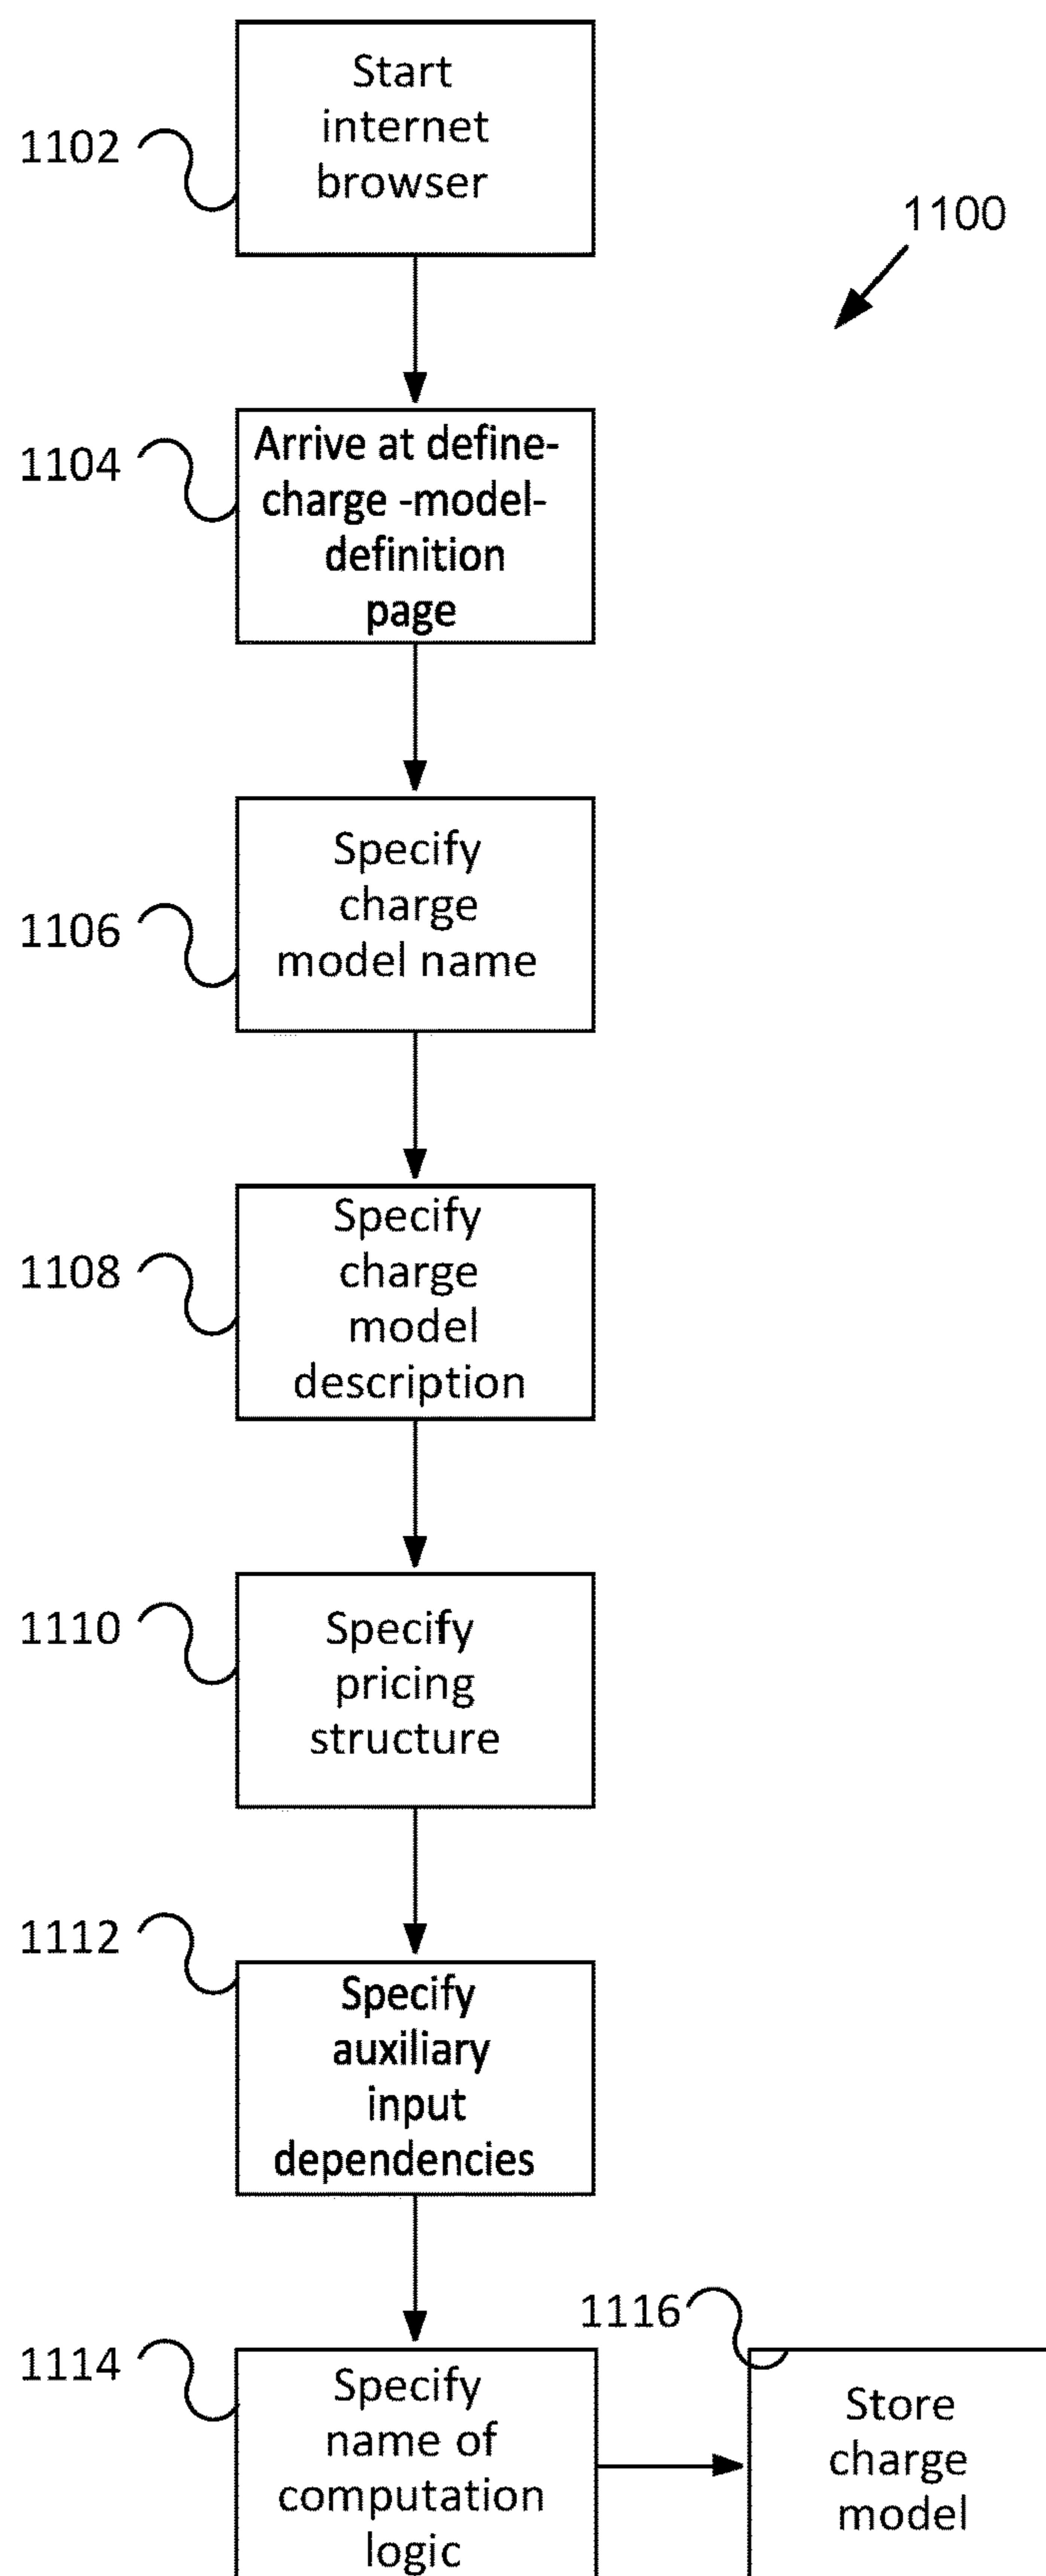 Start
internet
browser
1102
1100
Arrive at define-
charge -model-
definition
page
1104
Specify
charge
model name
1106
Specify
charge
model
description
1108
Specify
pricing
structure
1110
1112
Specify
auxiliary
input
dependencies
1116
1114
Specify
name of
computation
logic
Store
charge
model